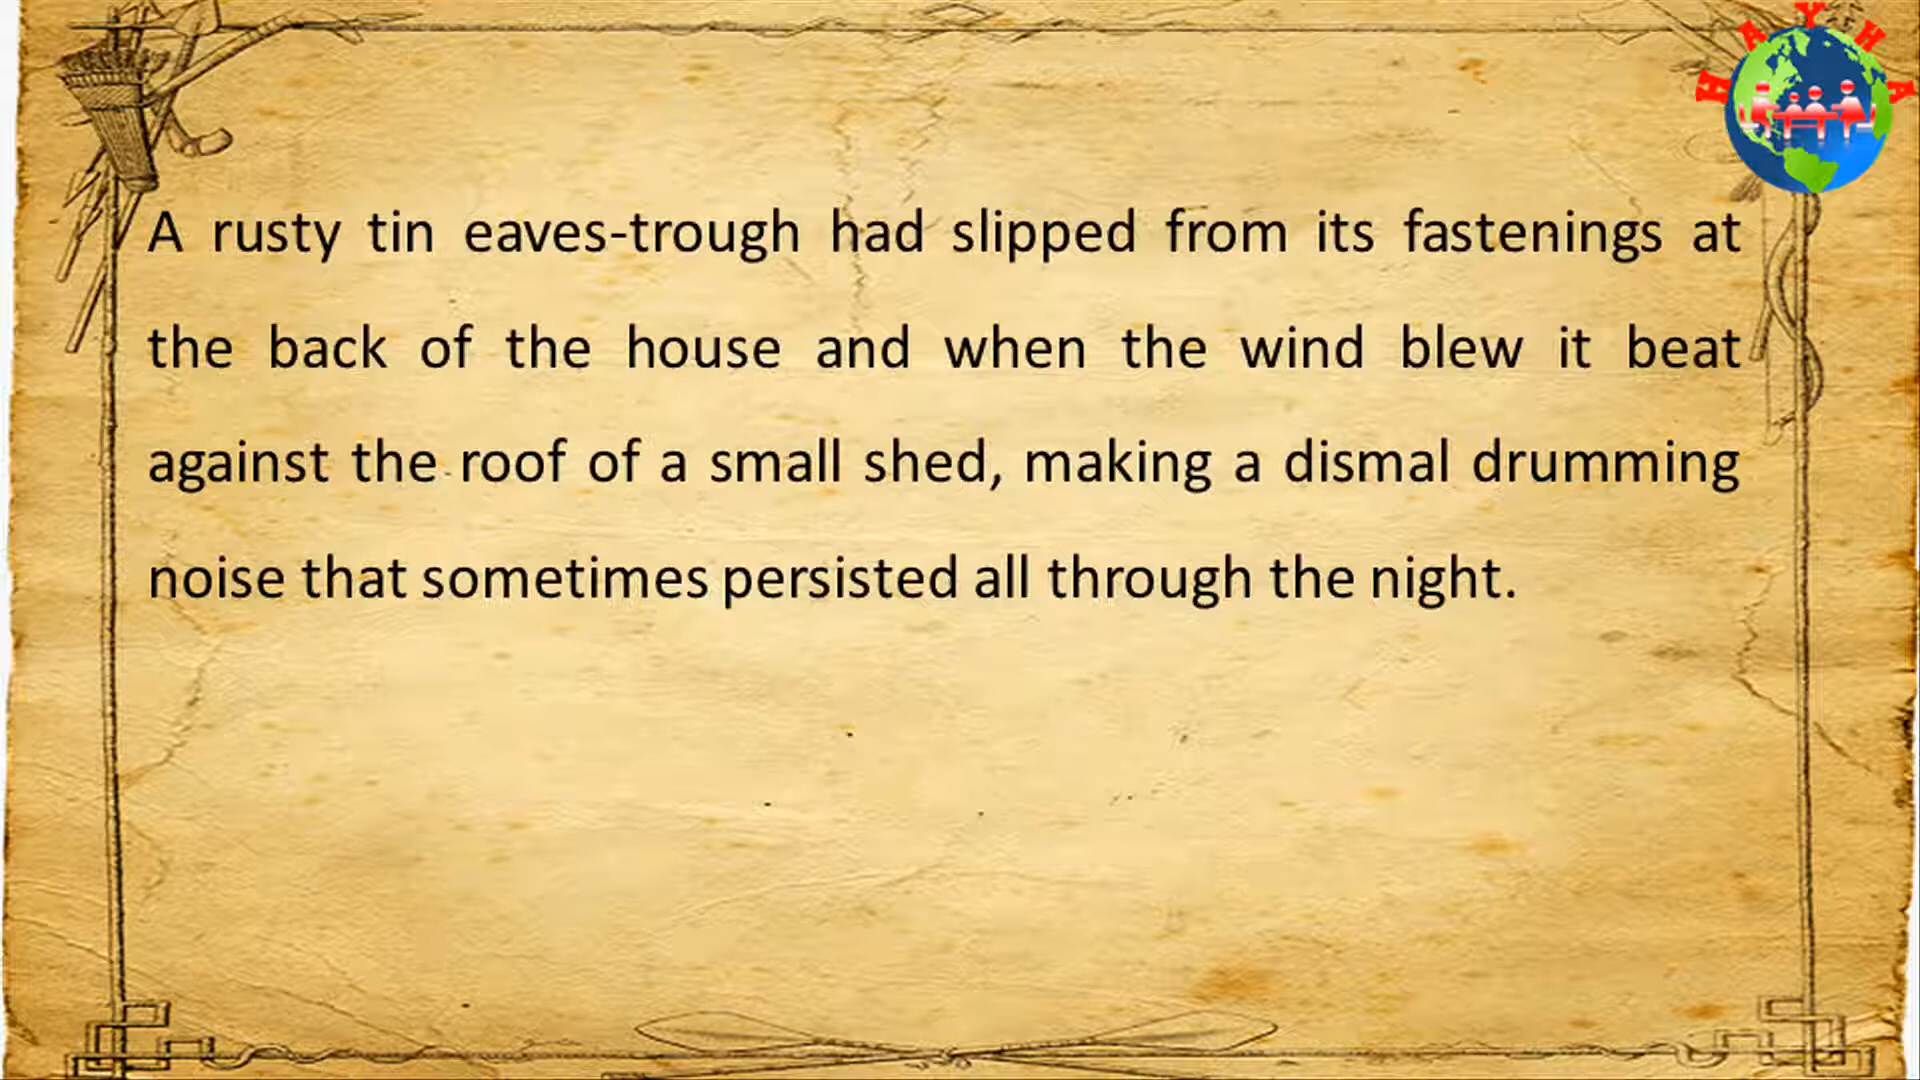 HAYHA
A rusty tin eaves-trough had slipped from its fastenings at
the back of the house and when the wind blew it beat
against the roof of a small shed, making a dismal drumming
noise that sometimes persisted all through the night.